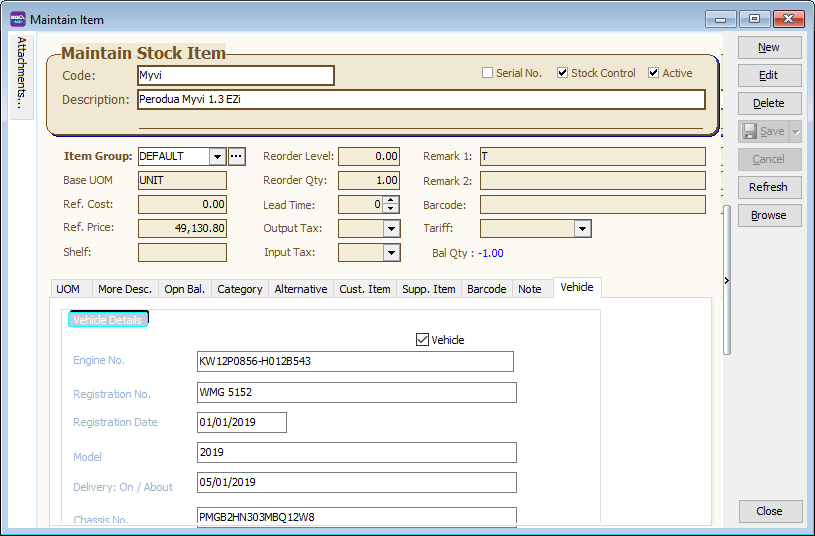 Maintain Item
Attachments...
Maintain Stock Item
Code: Myvi Serial No. Stock Control Active
Description: Perodua Myvi 1.3 EZi
Item Group: DEFAULT ... Reorder Level: 0.00 Remark 1: T
Base UOM UNIT Reorder Qty: 1.00 Remark 2:
Ref. Cost: 0.00 Lead Time: 0 Barcode:
Ref. Price: 49,130.80 Output Tax: Tariff:
Shelf: Input Tax: Bal Qty : -1.00
UOM More Desc. Opn Bal. Category Alternative Cust. Item Supp. Item Barcode Note Vehicle
Vehicle Details
Vehicle
Engine No. KW12P0856-H012B543
Registration No. WMG 5152
Registration Date 01/01/2019
Model 2019
Delivery: On / About 05/01/2019
Chassis No. PMGB2HN303MBQ12W8
New
Edit
Delete
Save
Cancel
Refresh
Browse
Close